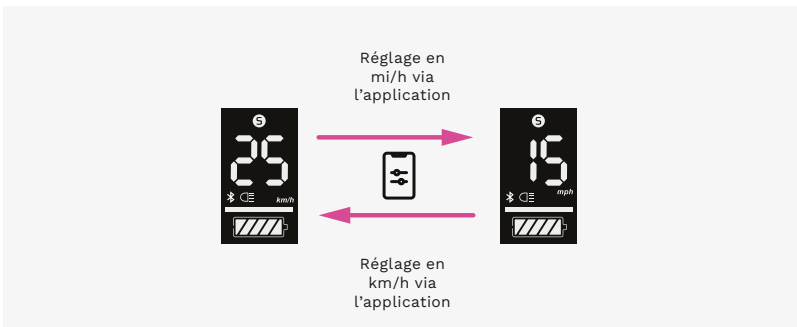 Réglage en
mi/h via
l’application
S
25
km/h
S
15
mph
Réglage en
km/h via
l’application